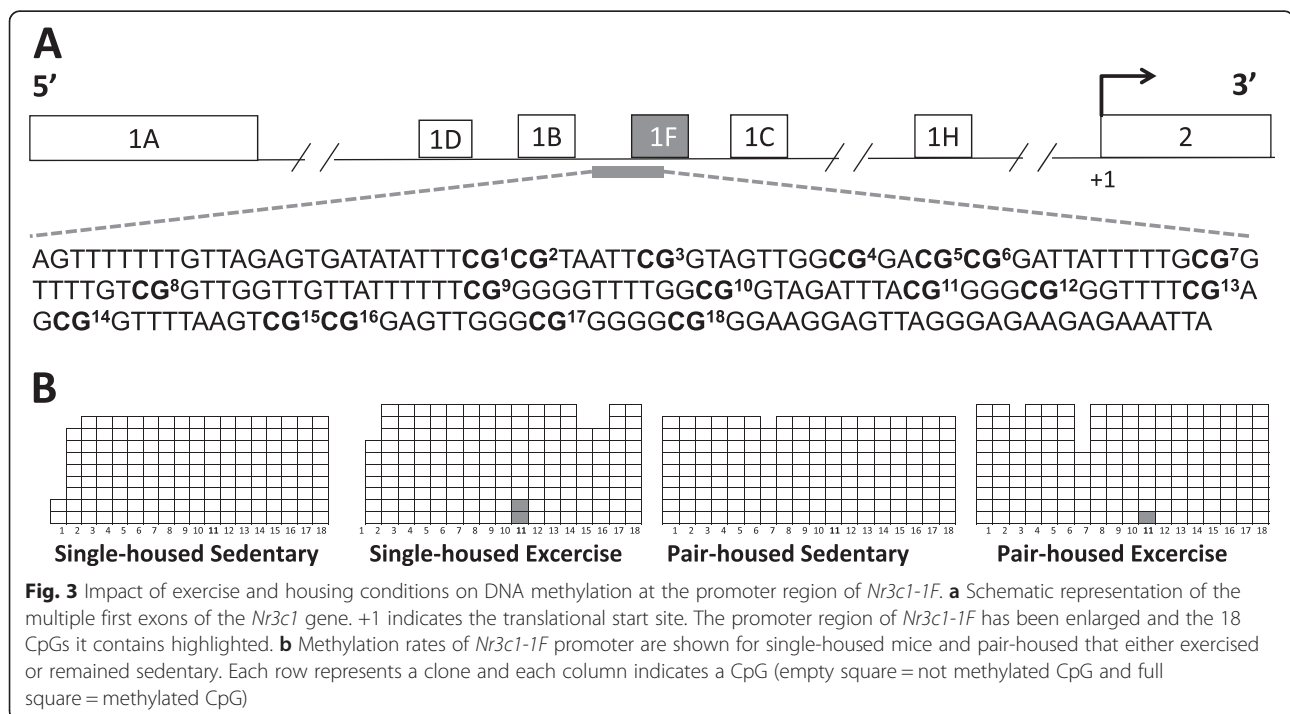 A
5’ 3’
1A 1D 1B 1F 1C 1H 2
+1
AGTTTTTTTGTTAGAGTGATATATTTCG¹CG²TAATTCG³GTAGTTGGCG⁴GACG⁵CG⁶GATTATTTTTGCG⁷G
TTTTGTCG⁸GTTGGTTGTTATTTTTTCG⁹GGGGTTTTGGCG¹⁰GTAGATTTACG¹¹GGGCG¹²GGTTTTCG¹³A
GCG¹⁴GTTTTAAGTCG¹⁵CG¹⁶GAGTTGGGCG¹⁷GGGGCG¹⁸GGAAGGAGTTAGGGAGAAGAGAAATTA
B
1 2 3 4 5 6 7 8 9 10 11 12 13 14 15 16 17 18 1 2 3 4 5 6 7 8 9 10 11 12 13 14 15 16 17 18 1 2 3 4 5 6 7 8 9 10 11 12 13 14 15 16 17 18 1 2 3 4 5 6 7 8 9 10 11 12 13 14 15 16 17 18
Single-housed Sedentary Single-housed Excercise Pair-housed Sedentary Pair-housed Excercise
Fig. 3 Impact of exercise and housing conditions on DNA methylation at the promoter region of Nr3c1-1F. a Schematic representation of the
multiple first exons of the Nr3c1 gene. +1 indicates the translational start site. The promoter region of Nr3c1-1F has been enlarged and the 18
CpGs it contains highlighted. b Methylation rates of Nr3c1-1F promoter are shown for single-housed mice and pair-housed that either exercised
or remained sedentary. Each row represents a clone and each column indicates a CpG (empty square = not methylated CpG and full
square = methylated CpG)